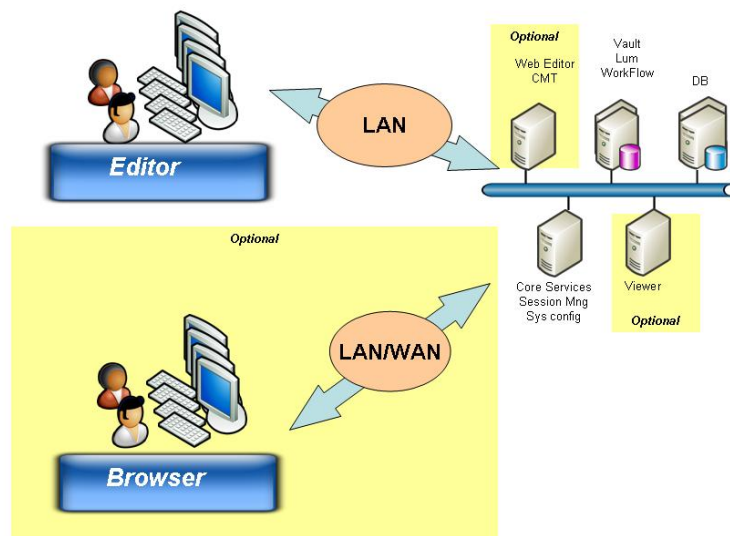 Optional
Web Editor
CMT
Vault
Lum
WorkFlow
DB
LAN
Editor
Optional
Core Services
Session Mng
Sys config
Viewer
Optional
LAN/WAN
Browser